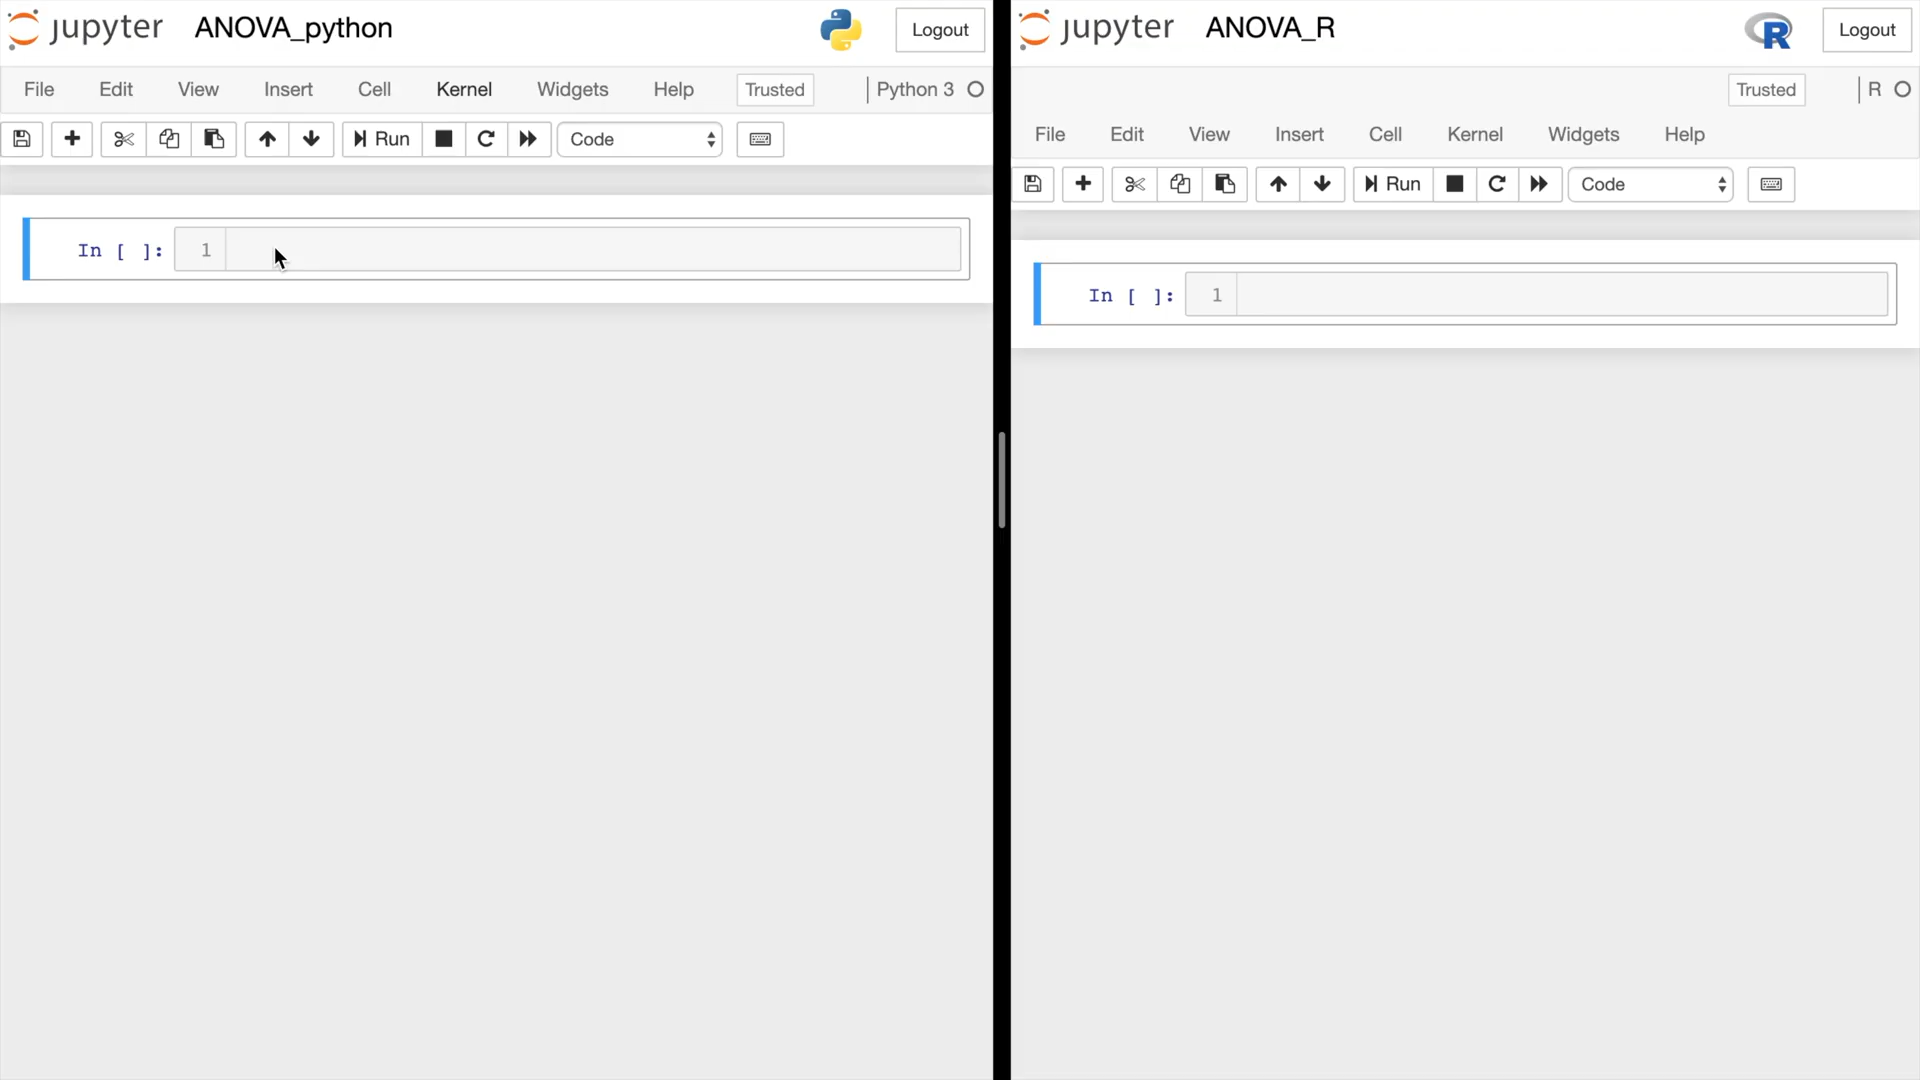 jupyter ANOVA_python Logout
File Edit View Insert Cell Kernel Widgets Help Trusted Python 3
Run Code
In [ ]: 1
jupyter ANOVA_R R Logout
Trusted R
File Edit View Insert Cell Kernel Widgets Help
Run Code
In [ ]: 1